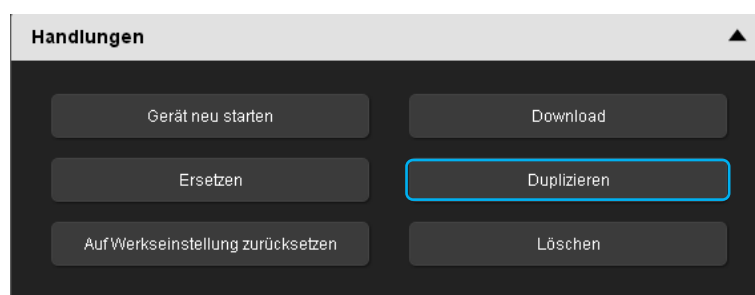 Handlungen
Gerät neu starten
Download
Ersetzen
Duplizieren
Auf Werkseinstellung zurücksetzen
Löschen